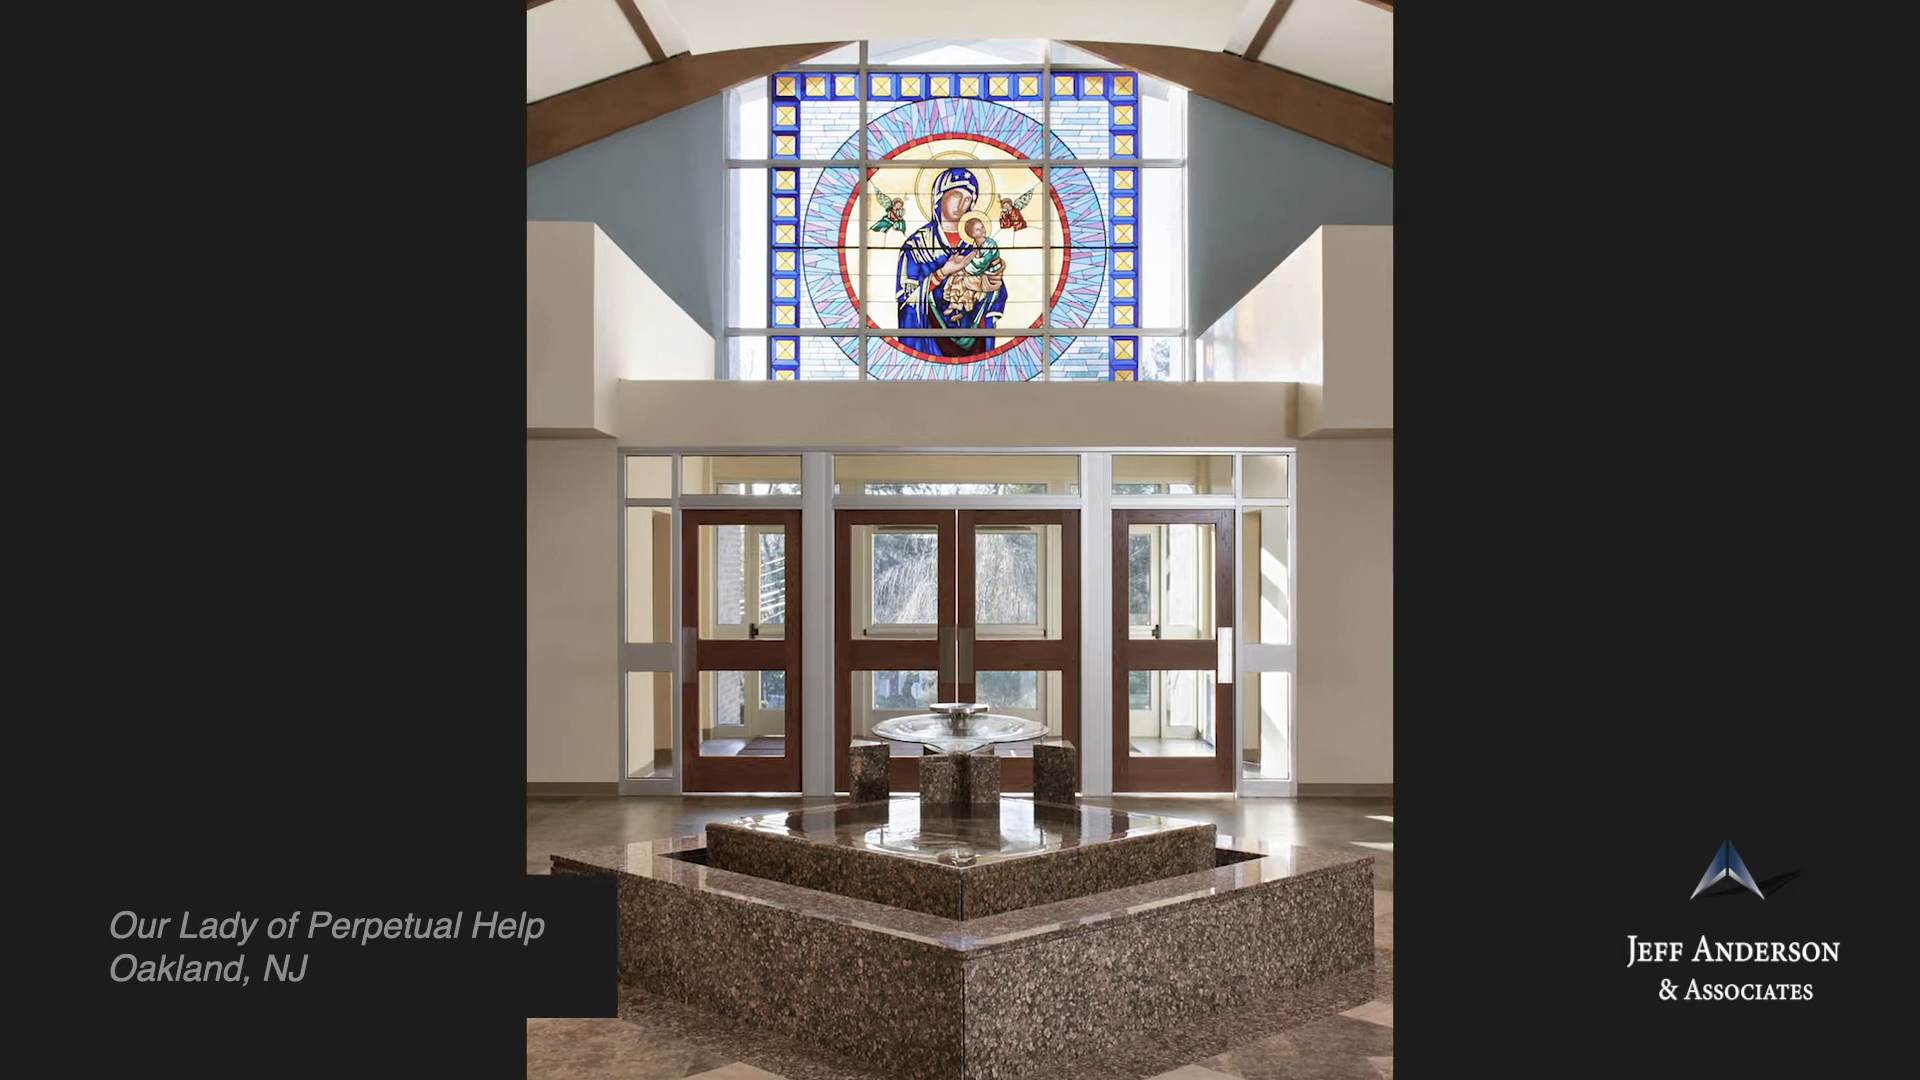 Our Lady of Perpetual Help
Oakland, NJ
JEFF ANDERSON
& ASSOCIATES